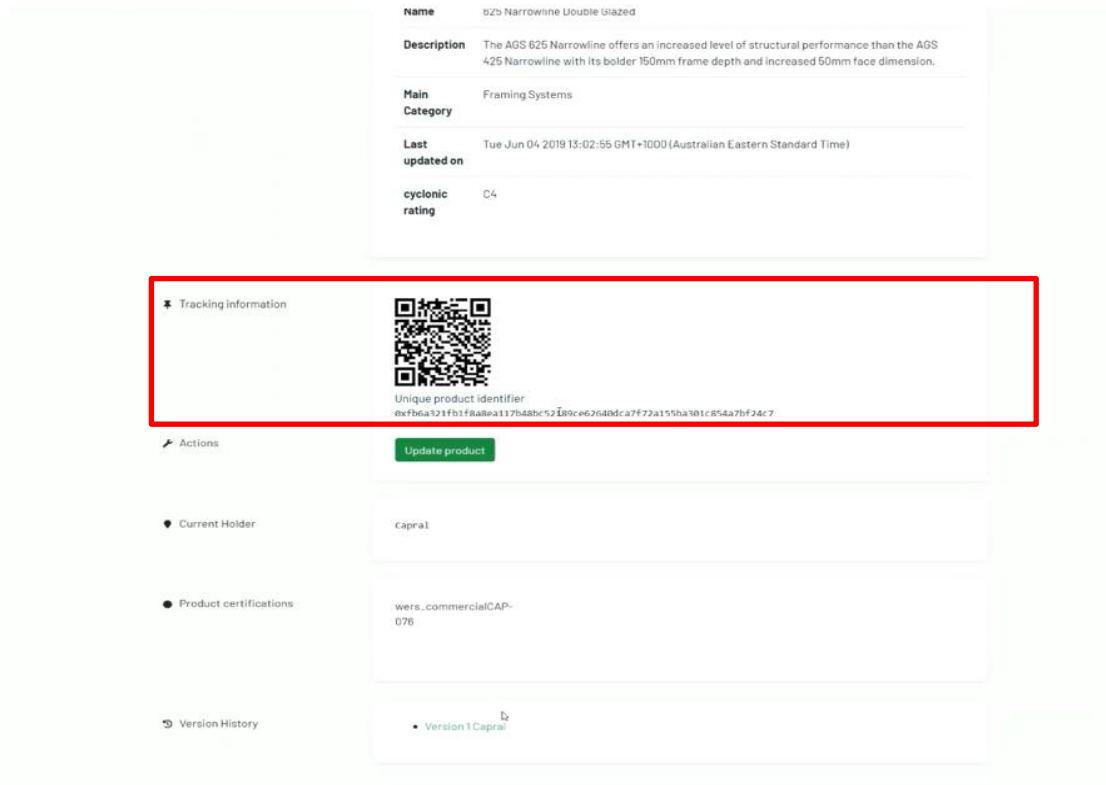 Name 625 Narrowline Double Glazed
Description The AGS 625 Narrowline offers an increased level of structural performance than the AGS
425 Narrowline with its bolder 150mm frame depth and increased 50mm face dimension.
Main Framing Systems
Category
Last Tue Jun 04 2019 13:02:55 GMT+1000 (Australian Eastern Standard Time)
updated on
cyclonic C4
rating
Tracking information
Unique product identifier
Actions
Update product
Current Holder
Capral
Product certifications
wers_commercialCAP-
076
Version History
Version 1 Capral